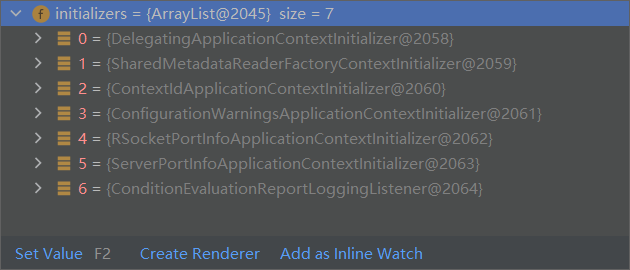 f initializers = {ArrayList@2045} size = 7
0 = {DelegatingApplicationContextInitializer@2058}
1 = {SharedMetadataReaderFactoryContextInitializer@2059}
2 = {ContextIdApplicationContextInitializer@2060}
3 = {ConfigurationWarningsApplicationContextInitializer@2061}
4 = {RSocketPortInfoApplicationContextInitializer@2062}
5 = {ServerPortInfoApplicationContextInitializer@2063}
6 = {ConditionEvaluationReportLoggingListener@2064}
Set Value F2 Create Renderer Add as Inline Watch